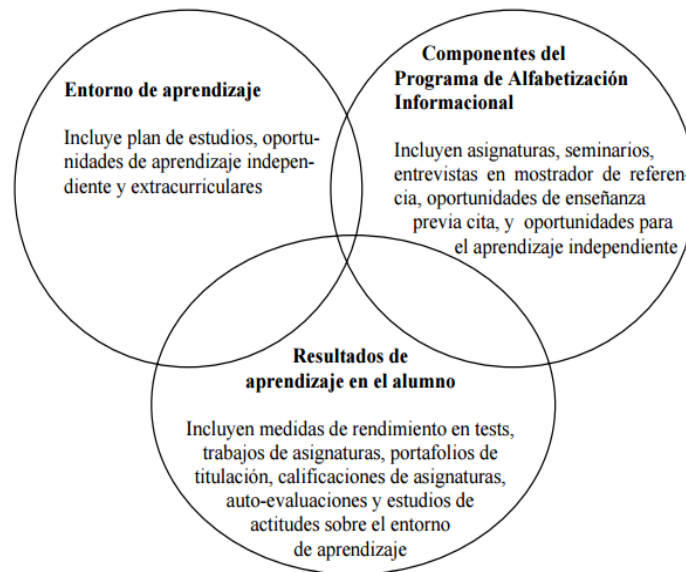 Entorno de aprendizaje
Incluye plan de estudios, oportu-
nidades de aprendizaje indepen-
diente y extracurriculares
Componentes del
Programa de Alfabetización
Informacional
Incluyen asignaturas, seminarios,
entrevistas en mostrador de referen-
cia, oportunidades de enseñanza
previa cita, y oportunidades para
el aprendizaje independiente
Resultados de
aprendizaje en el alumno
Incluyen medidas de rendimiento en tests,
trabajos de asignaturas, portafolios de
titulación, calificaciones de asignaturas,
auto-evaluaciones y estudios de
actitudes sobre el entorno
de aprendizaje